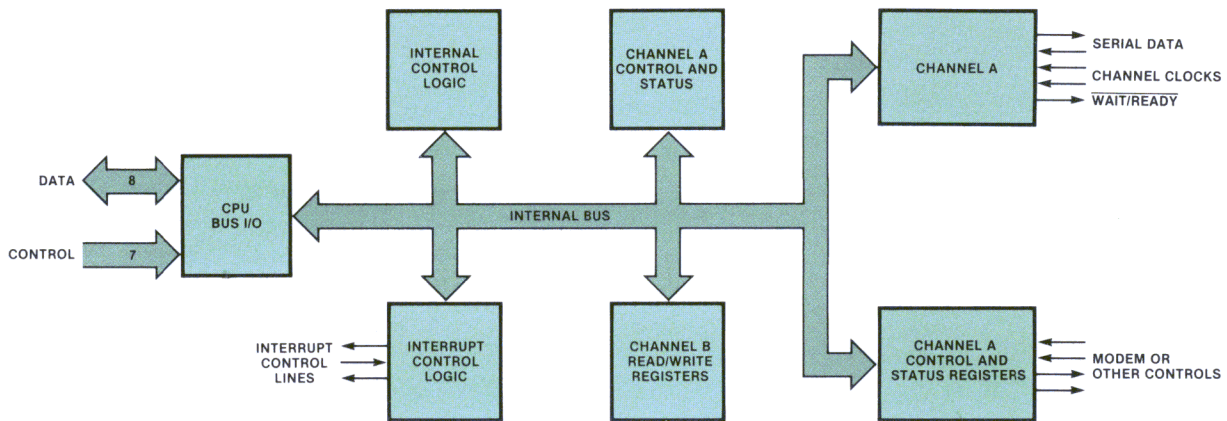 INTERNAL
CONTROL
LOGIC
CHANNEL A
CONTROL AND
STATUS
CHANNEL A
SERIAL DATA
CHANNEL CLOCKS
WAIT/READY
DATA
8
CPU
BUS I/O
CONTROL
7
INTERNAL BUS
INTERRUPT
CONTROL
LINES
INTERRUPT
CONTROL
LOGIC
CHANNEL B
READ/WRITE
REGISTERS
CHANNEL A
CONTROL AND
STATUS REGISTERS
MODEM OR
OTHER CONTROLS